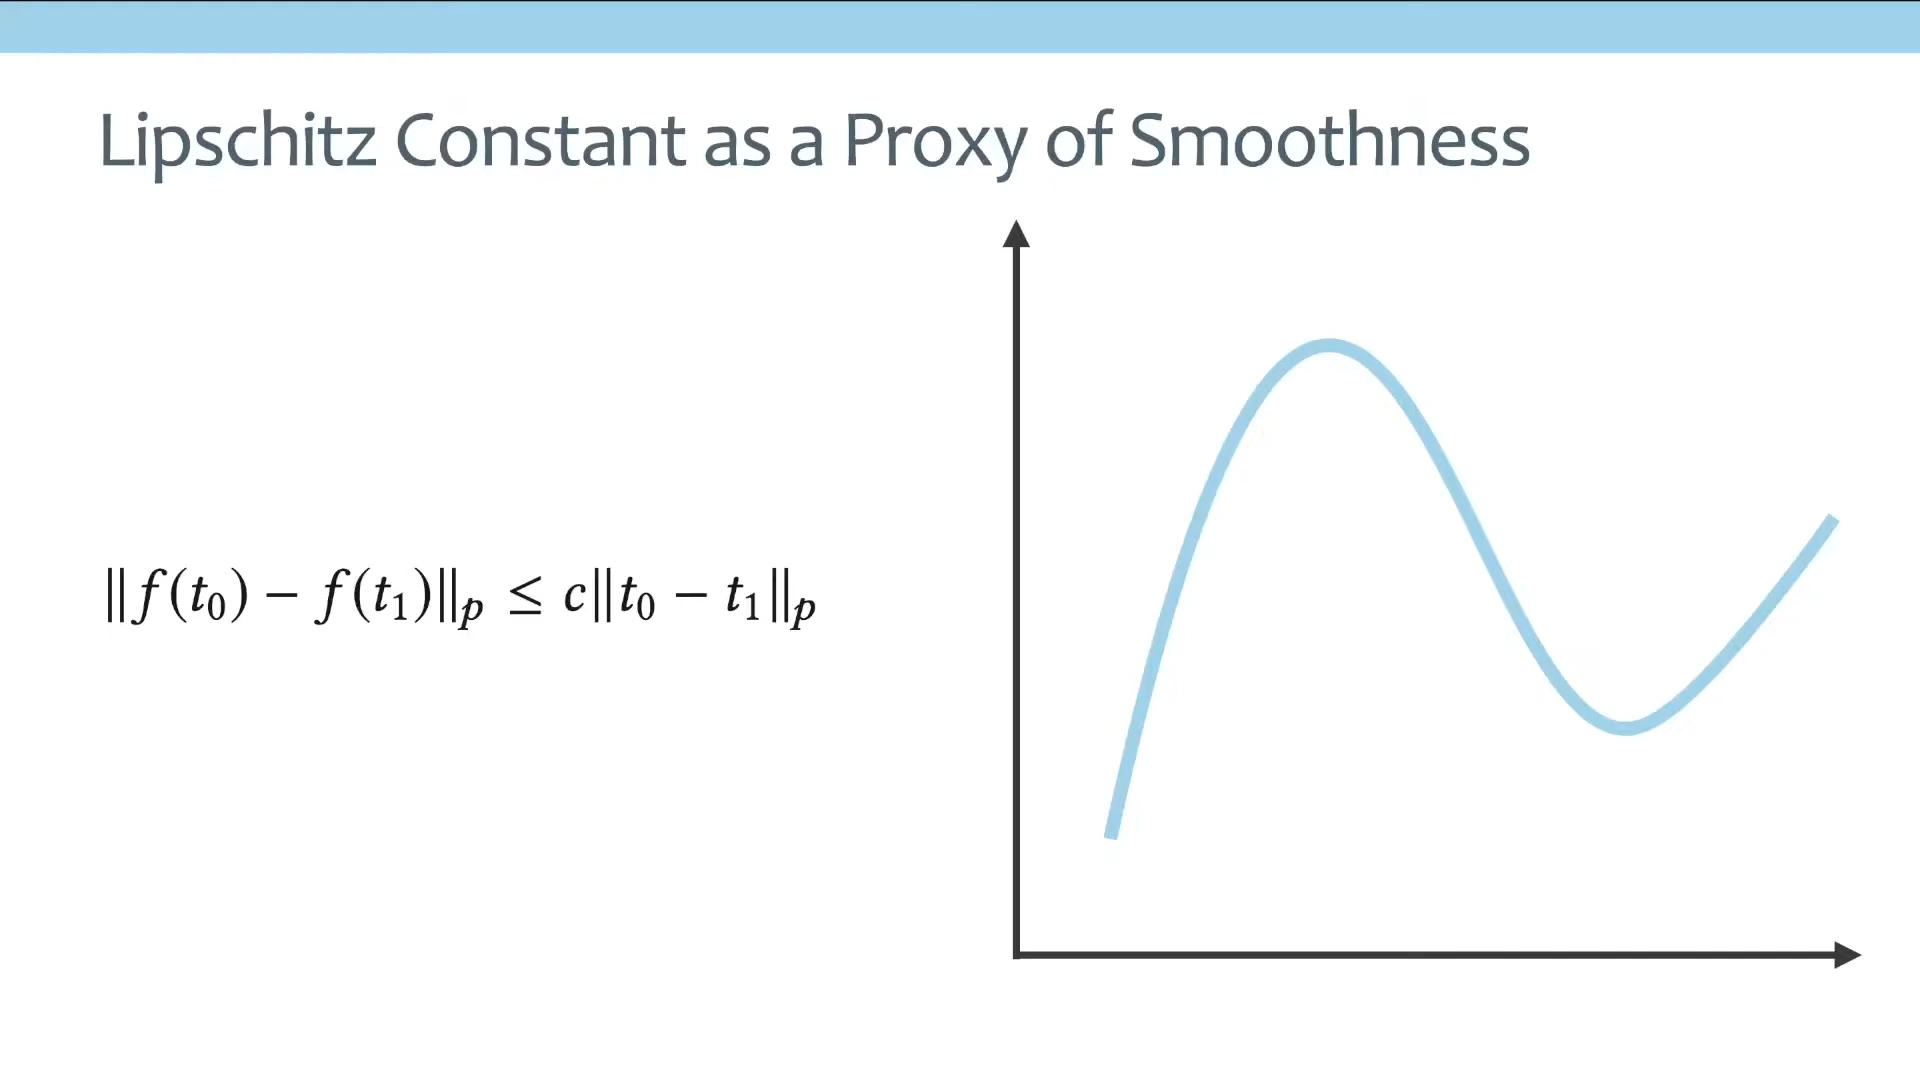 Lipschitz Constant as a Proxy of Smoothness
‖f(t₀) − f(t₁)‖ₚ ≤ c‖t₀ − t₁‖ₚ